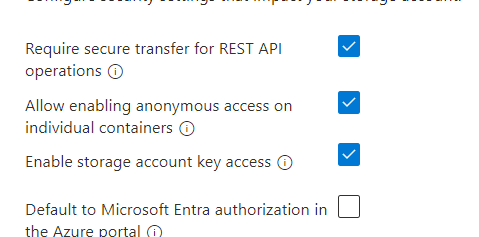 Configure security settings that impact your storage account.
Require secure transfer for REST API
operations
Allow enabling anonymous access on
individual containers
Enable storage account key access
Default to Microsoft Entra authorization in
the Azure portal